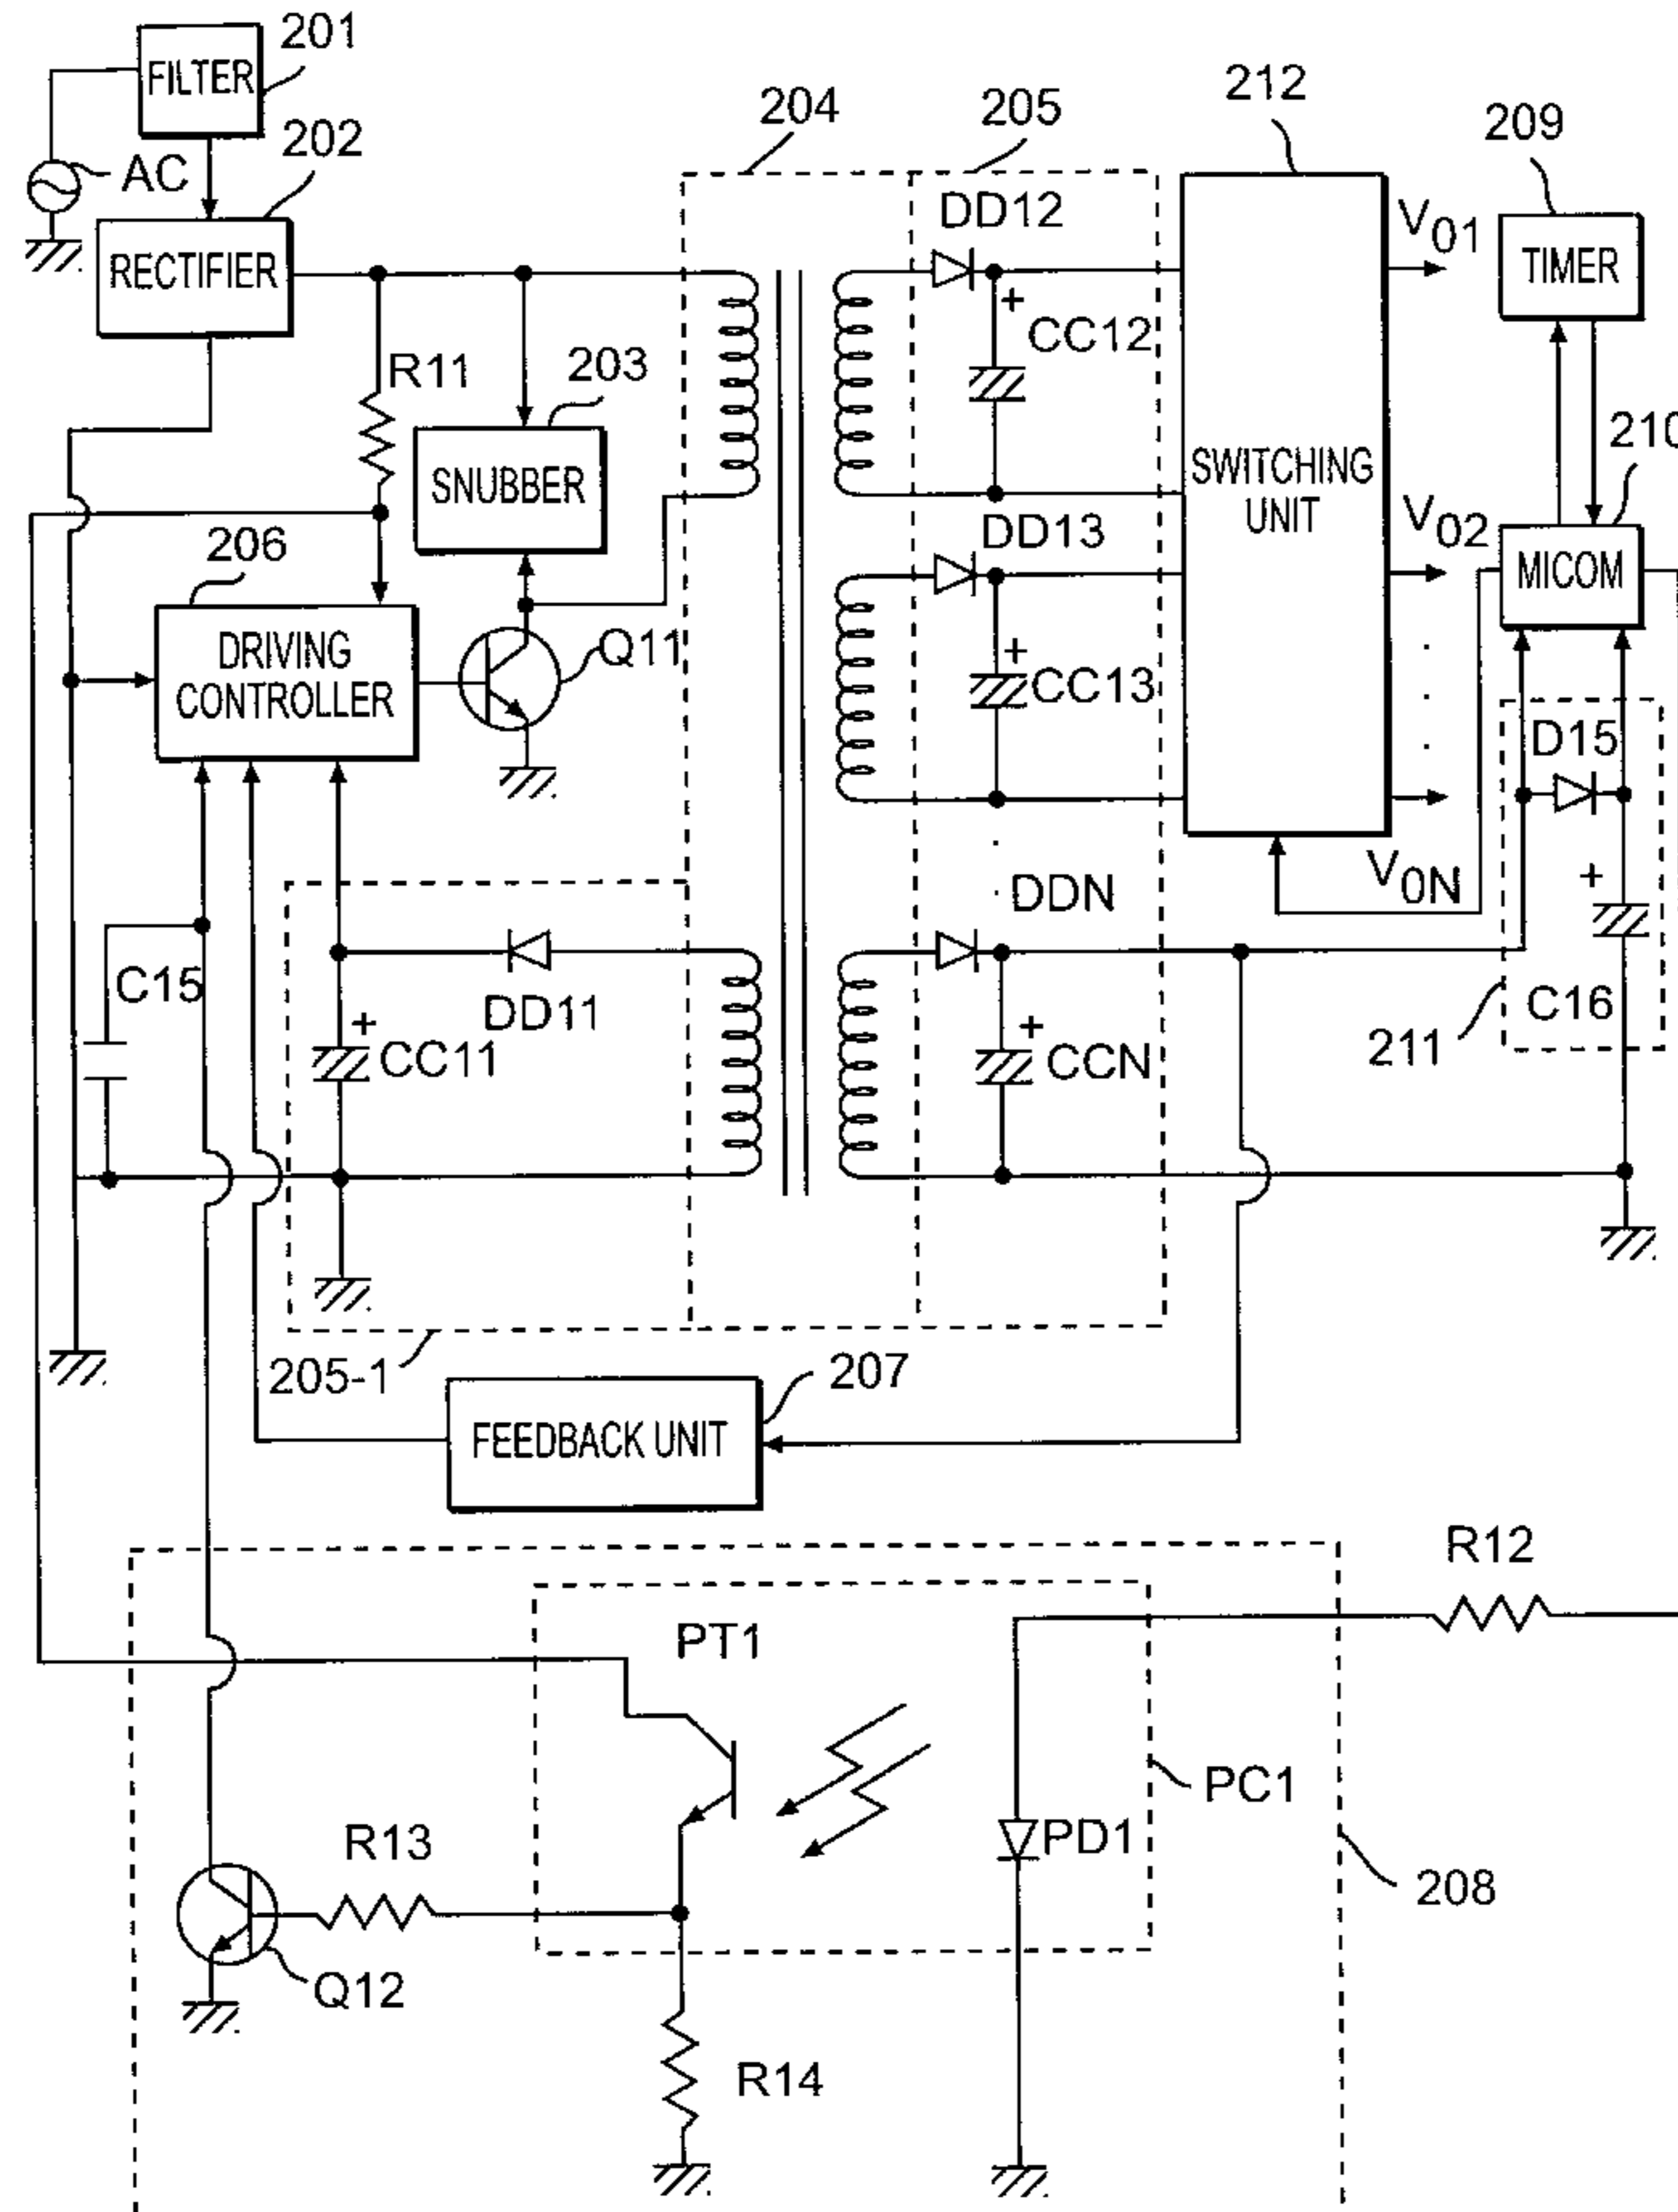 201
FILTER
202
AC
RECTIFIER
204
205
212
209
DD12
V01
TIMER
+
CC12
R11
203
SNUBBER
210
SWITCHING
UNIT
DD13
V02
MICOM
206
DRIVING
CONTROLLER
Q11
+
CC13
D15
+
DDN
V0N
C15
DD11
+
CC11
+
CCN
C16
211
205-1
207
FEEDBACK UNIT
R12
PT1
PC1
PD1
R13
208
Q12
R14